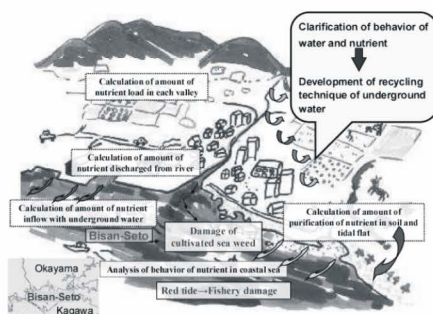 Clarification of behavior of
water and nutrient
Development of recycling
technique of underground
water
Calculation of amount of
nutrient load in each valley
Calculation of amount of
nutrient discharged from river
Calculation of amount of nutrient
inflow with underground water
Damage of
cultivated sea weed
Bisan-Seto
Calculation of amount of
purification of nutrient in soil and
tidal flat
Analysis of behavior of nutrient in coastal sea
Red tide→Fishery damage
Okayama
Bisan-Seto
Kagawa